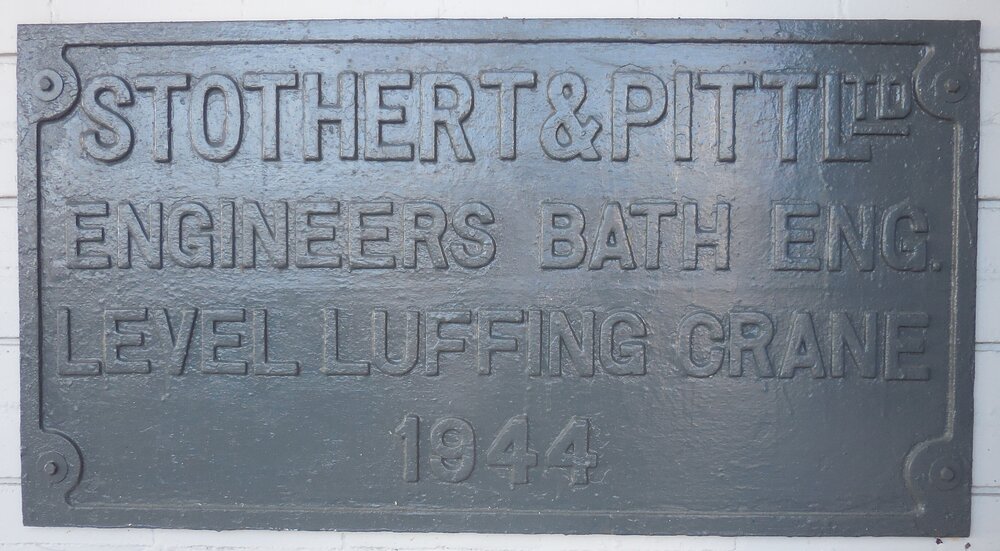 STOTHERT & PITT LTD
ENGINEERS BATH ENG.
LEVEL LUFFING CRANE
1944